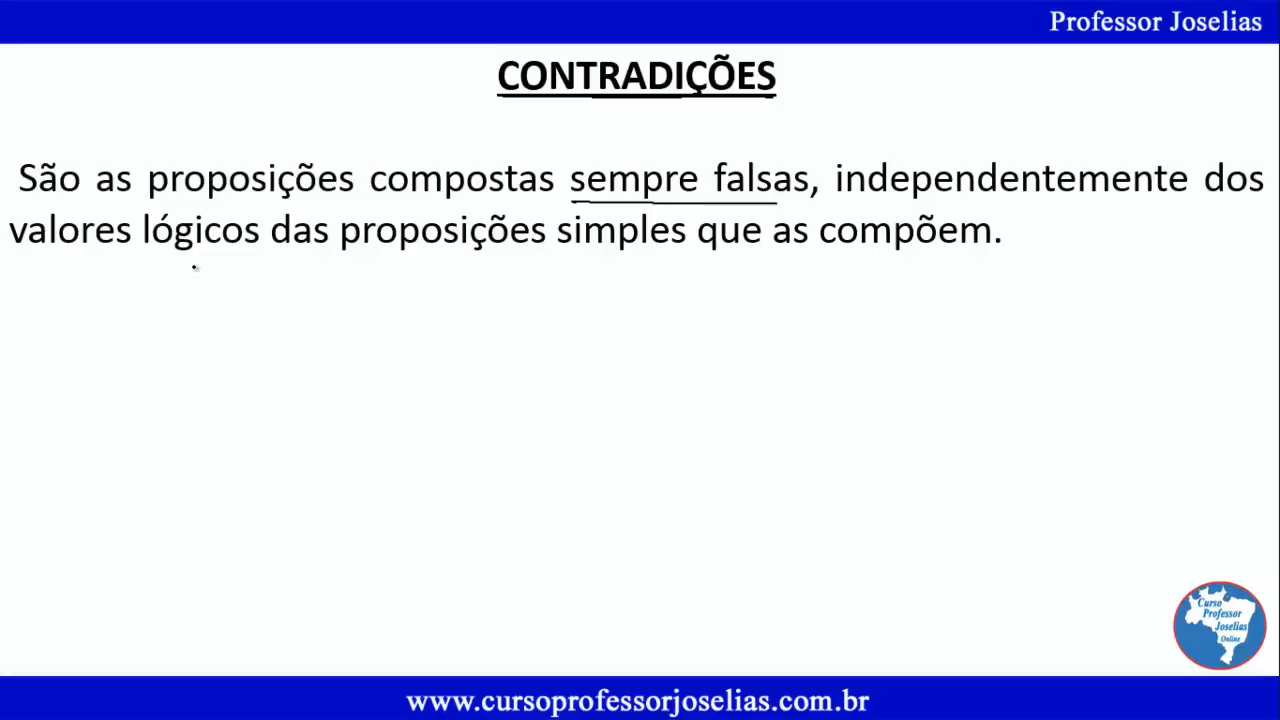 Professor Joselias
CONTRADIÇÕES
São as proposições compostas sempre falsas, independentemente dos
valores lógicos das proposições simples que as compõem.
Curso
Professor
Joselias
Online
www.cursoprofessorjoselias.com.br